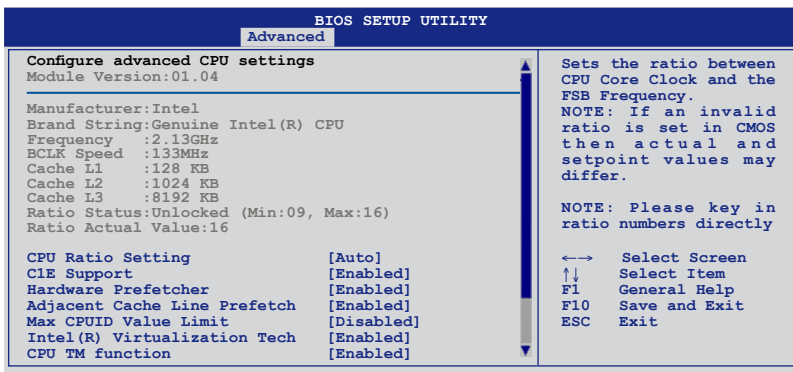 BIOS SETUP UTILITY
Advanced
Configure advanced CPU settings
Module Version:01.04
Manufacturer:Intel
Brand String:Genuine Intel(R) CPU
Frequency :2.13GHz
BCLK Speed :133MHz
Cache L1 :128 KB
Cache L2 :1024 KB
Cache L3 :8192 KB
Ratio Status:Unlocked (Min:09, Max:16)
Ratio Actual Value:16
CPU Ratio Setting [Auto]
C1E Support [Enabled]
Hardware Prefetcher [Enabled]
Adjacent Cache Line Prefetch [Enabled]
Max CPUID Value Limit [Disabled]
Intel(R) Virtualization Tech [Enabled]
CPU TM function [Enabled]
Sets the ratio between
CPU Core Clock and the
FSB Frequency.
NOTE: If an invalid
ratio is set in CMOS
then actual and
setpoint values may
differ.
NOTE: Please key in
ratio numbers directly
←→ Select Screen
↑↓ Select Item
F1 General Help
F10 Save and Exit
ESC Exit